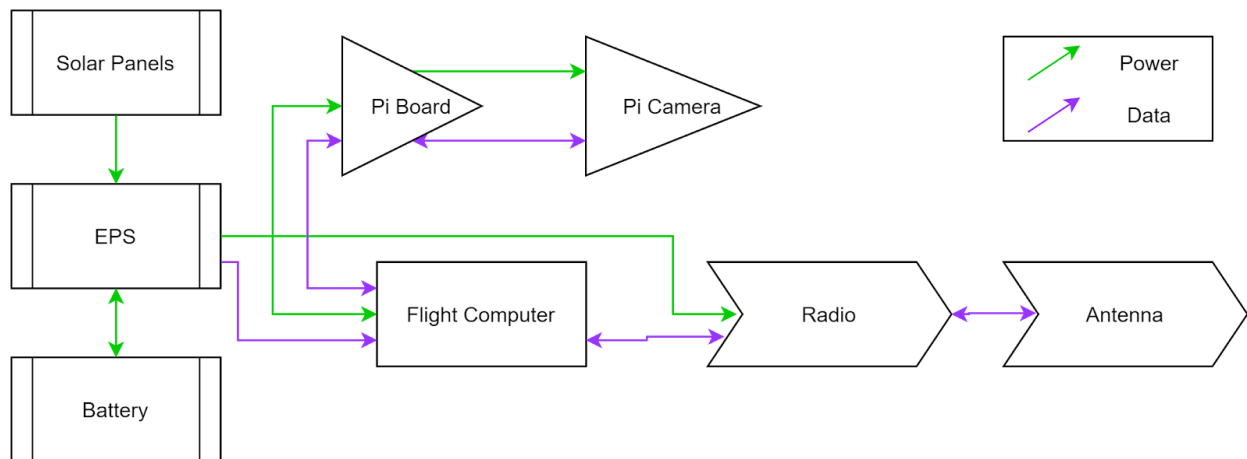 Solar Panels
Pi Board
Pi Camera
Power
Data
EPS
Flight Computer
Radio
Antenna
Battery